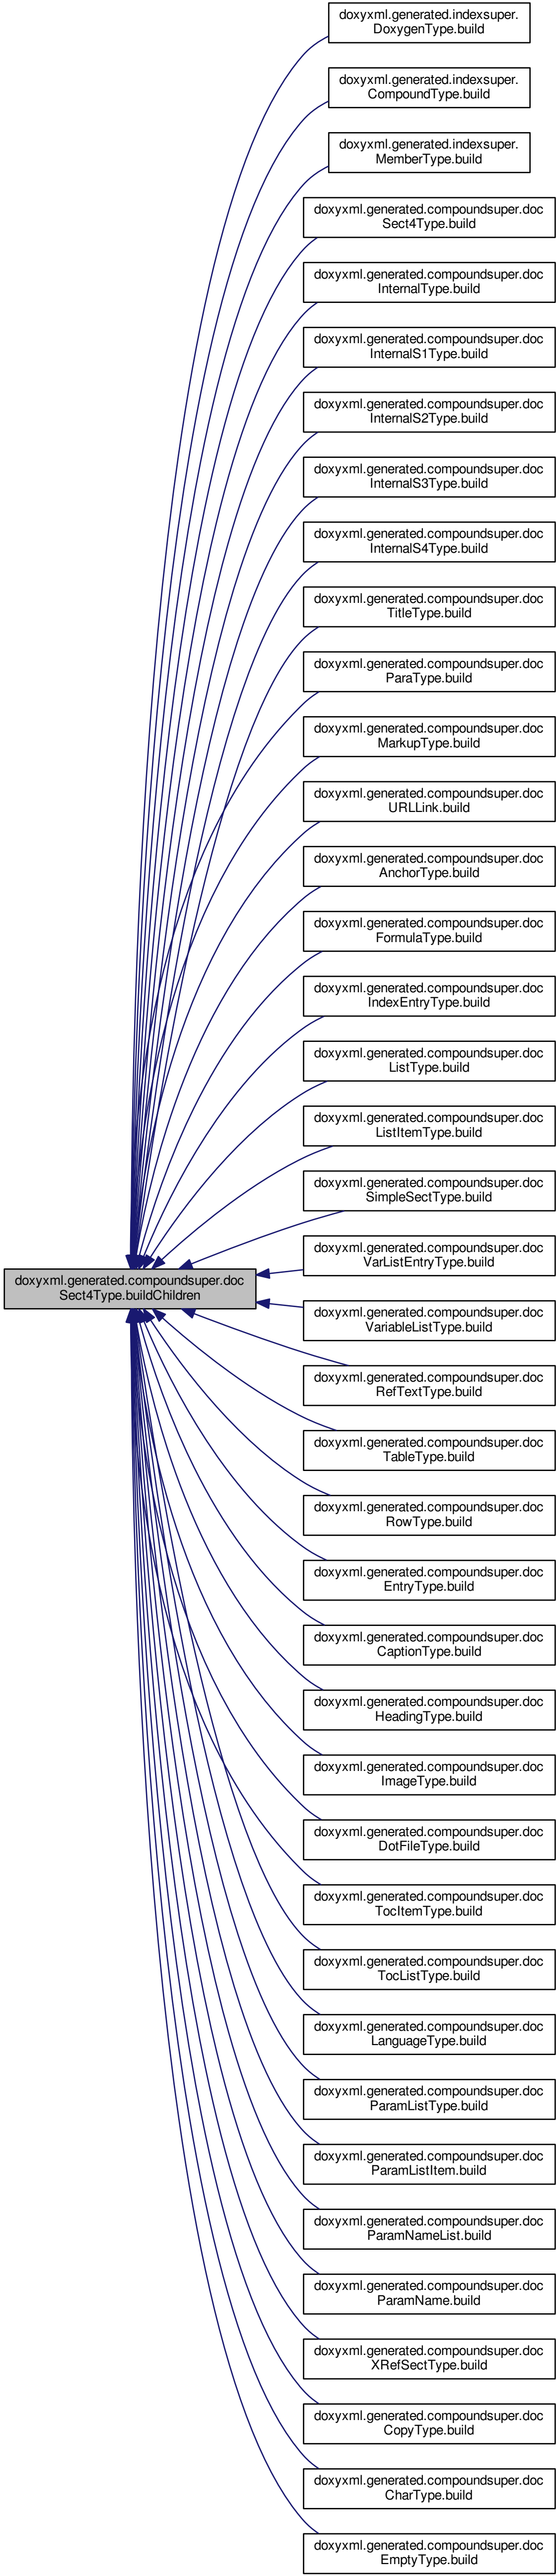 doxyxml.generated.indexsuper.
DoxygenType.build
doxyxml.generated.indexsuper.
CompoundType.build
doxyxml.generated.indexsuper.
MemberType.build
doxyxml.generated.compoundsuper.doc
Sect4Type.build
doxyxml.generated.compoundsuper.doc
InternalType.build
doxyxml.generated.compoundsuper.doc
InternalS1Type.build
doxyxml.generated.compoundsuper.doc
InternalS2Type.build
doxyxml.generated.compoundsuper.doc
InternalS3Type.build
doxyxml.generated.compoundsuper.doc
InternalS4Type.build
doxyxml.generated.compoundsuper.doc
TitleType.build
doxyxml.generated.compoundsuper.doc
ParaType.build
doxyxml.generated.compoundsuper.doc
MarkupType.build
doxyxml.generated.compoundsuper.doc
URLLink.build
doxyxml.generated.compoundsuper.doc
AnchorType.build
doxyxml.generated.compoundsuper.doc
FormulaType.build
doxyxml.generated.compoundsuper.doc
IndexEntryType.build
doxyxml.generated.compoundsuper.doc
ListType.build
doxyxml.generated.compoundsuper.doc
ListItemType.build
doxyxml.generated.compoundsuper.doc
SimpleSectType.build
doxyxml.generated.compoundsuper.doc
VarListEntryType.build
doxyxml.generated.compoundsuper.doc
Sect4Type.buildChildren
doxyxml.generated.compoundsuper.doc
VariableListType.build
doxyxml.generated.compoundsuper.doc
RefTextType.build
doxyxml.generated.compoundsuper.doc
TableType.build
doxyxml.generated.compoundsuper.doc
RowType.build
doxyxml.generated.compoundsuper.doc
EntryType.build
doxyxml.generated.compoundsuper.doc
CaptionType.build
doxyxml.generated.compoundsuper.doc
HeadingType.build
doxyxml.generated.compoundsuper.doc
ImageType.build
doxyxml.generated.compoundsuper.doc
DotFileType.build
doxyxml.generated.compoundsuper.doc
TocItemType.build
doxyxml.generated.compoundsuper.doc
TocListType.build
doxyxml.generated.compoundsuper.doc
LanguageType.build
doxyxml.generated.compoundsuper.doc
ParamListType.build
doxyxml.generated.compoundsuper.doc
ParamListItem.build
doxyxml.generated.compoundsuper.doc
ParamNameList.build
doxyxml.generated.compoundsuper.doc
ParamName.build
doxyxml.generated.compoundsuper.doc
XRefSectType.build
doxyxml.generated.compoundsuper.doc
CopyType.build
doxyxml.generated.compoundsuper.doc
CharType.build
doxyxml.generated.compoundsuper.doc
EmptyType.build